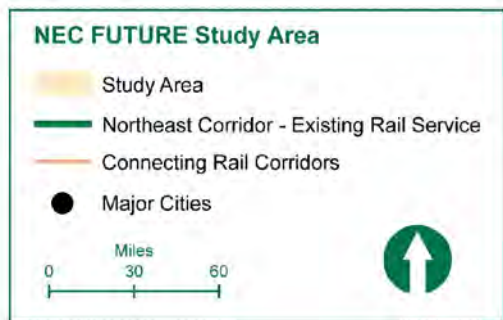 NEC FUTURE Study Area
Study Area
Northeast Corridor - Existing Rail Service
Connecting Rail Corridors
Major Cities
Miles
0 30 60